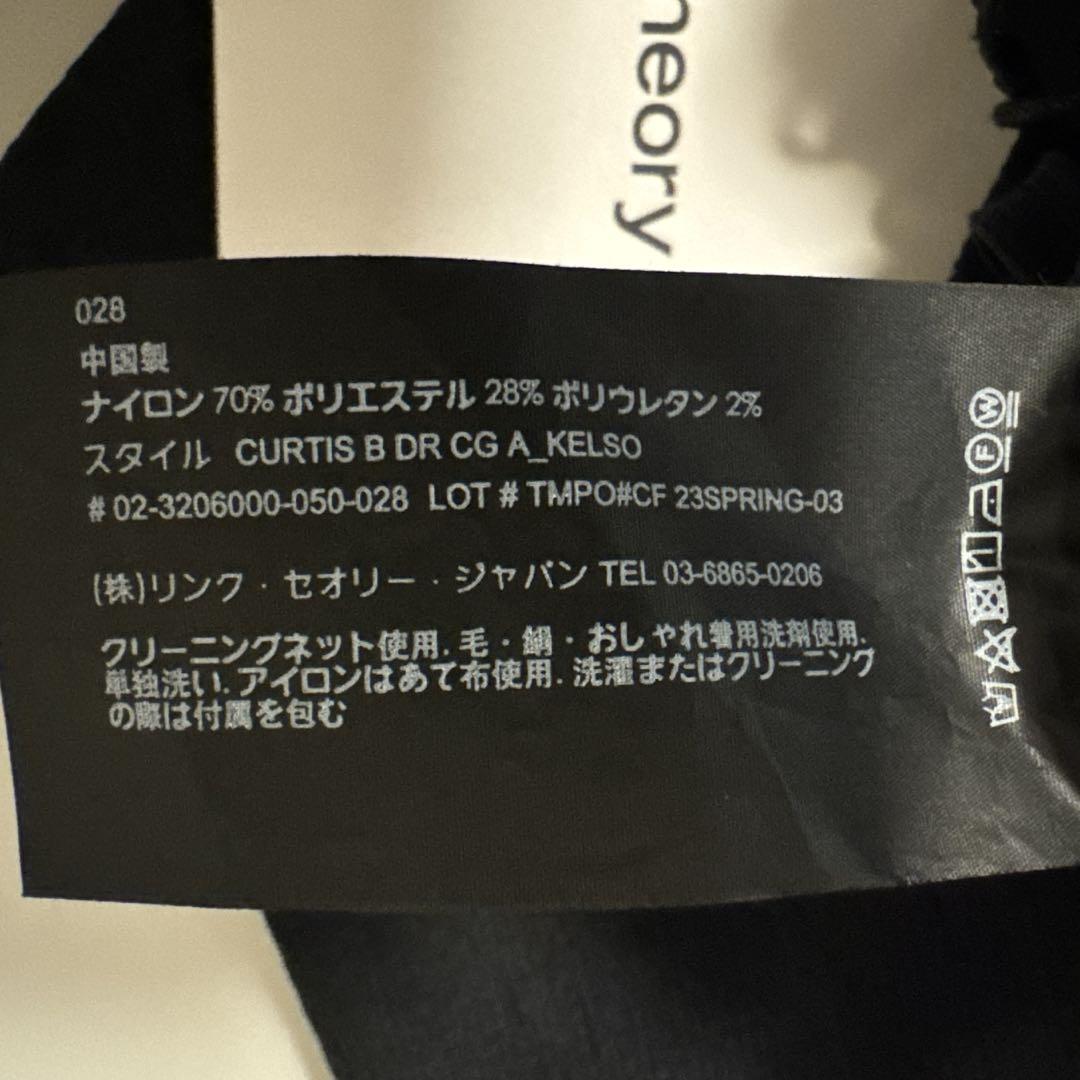 heory
028
中国製
ナイロン 70% ポリエステル 28% ポリウレタン 2%
スタイル CURTIS B DR CG A_KELSO
# 02-3206000-050-028 LOT # TMPO#CF 23SPRING-03
(株)リンク・セオリー・ジャパン TEL 03-6865-0206
クリーニングネット使用. 毛・絹・おしゃれ着用洗剤使用.
単独洗い. アイロンはあて布使用. 洗濯またはクリーニング
の際は付属を包む
W
F